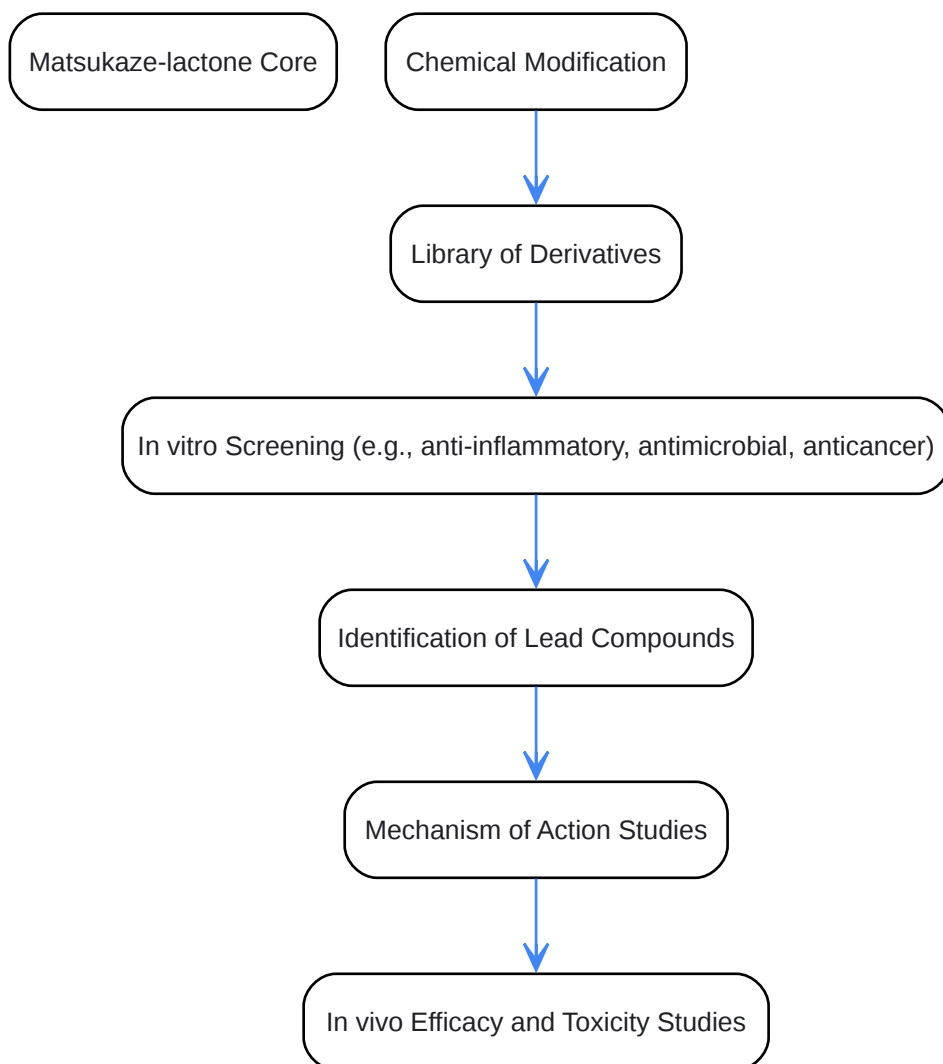 Matsukaze-lactone Core
Chemical Modification
Library of Derivatives
In vitro Screening (e.g., anti-inflammatory, antimicrobial, anticancer)
Identification of Lead Compounds
Mechanism of Action Studies
In vivo Efficacy and Toxicity Studies